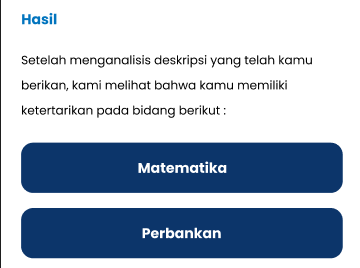 Hasil
Setelah menganalisis deskripsi yang telah kamu
berikan, kami melihat bahwa kamu memiliki
ketertarikan pada bidang berikut :
Matematika
Perbankan